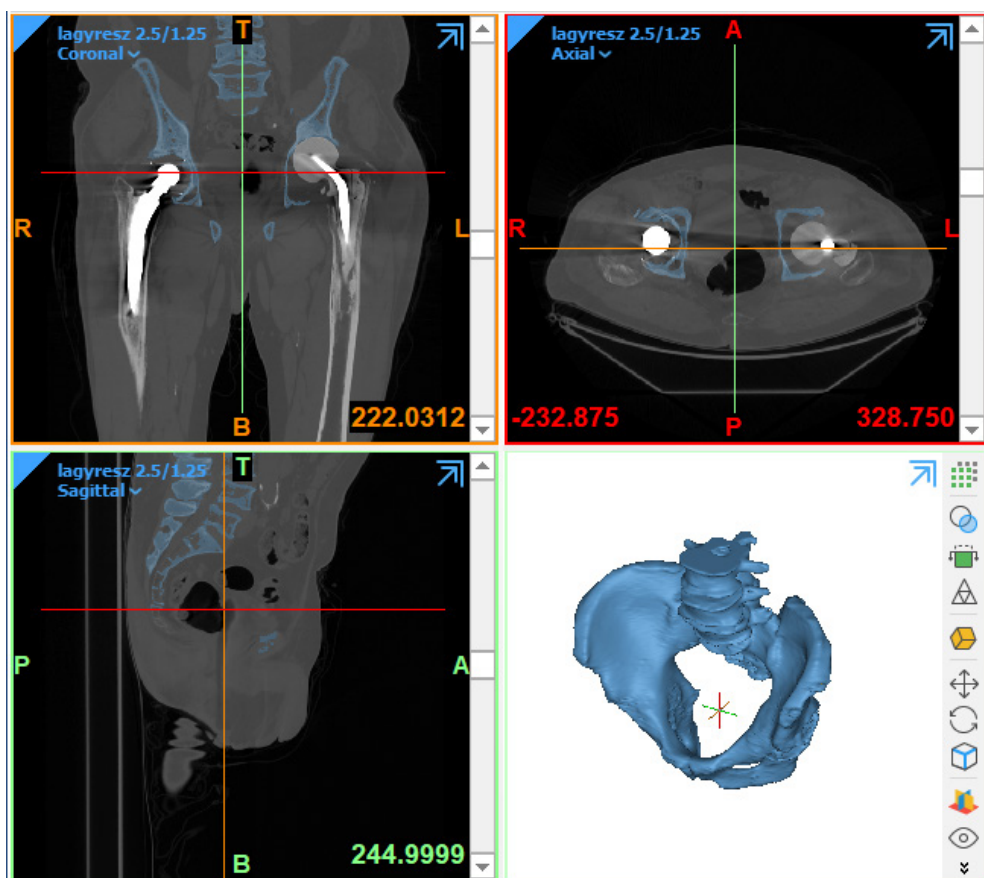 lagyresz 2.5/1.25
Coronal
T
R
L
B
222.0312
lagyresz 2.5/1.25
Axial
A
R
L
-232.875
P
328.750
lagyresz 2.5/1.25
Sagittal
T
P
A
B
244.9999